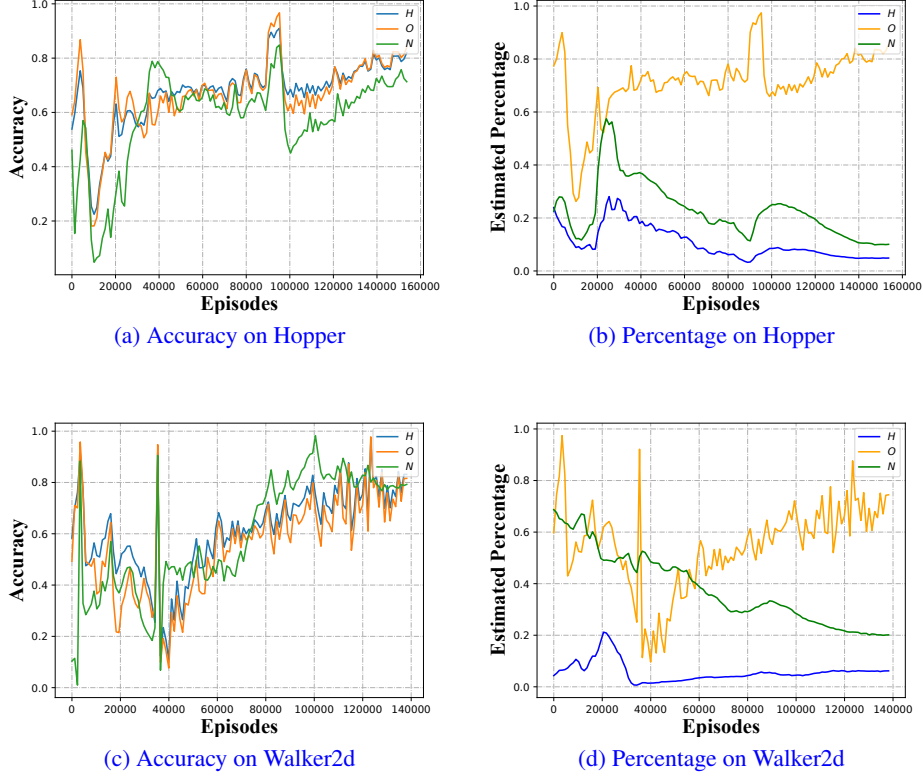 H
O
N
1.0
0.8
0.6
0.4
0.2
Accuracy
0 20000 40000 60000 80000 100000 120000 140000 160000
Episodes
(a) Accuracy on Hopper
H
O
N
1.0
0.8
0.6
0.4
0.2
0.0
Estimated Percentage
0 20000 40000 60000 80000 100000 120000 140000 160000
Episodes
(b) Percentage on Hopper
H
O
N
1.0
0.8
0.6
0.4
0.2
0.0
Accuracy
0 20000 40000 60000 80000 100000 120000 140000
Episodes
(c) Accuracy on Walker2d
H
O
N
1.0
0.8
0.6
0.4
0.2
0.0
Estimated Percentage
0 20000 40000 60000 80000 100000 120000 140000
Episodes
(d) Percentage on Walker2d